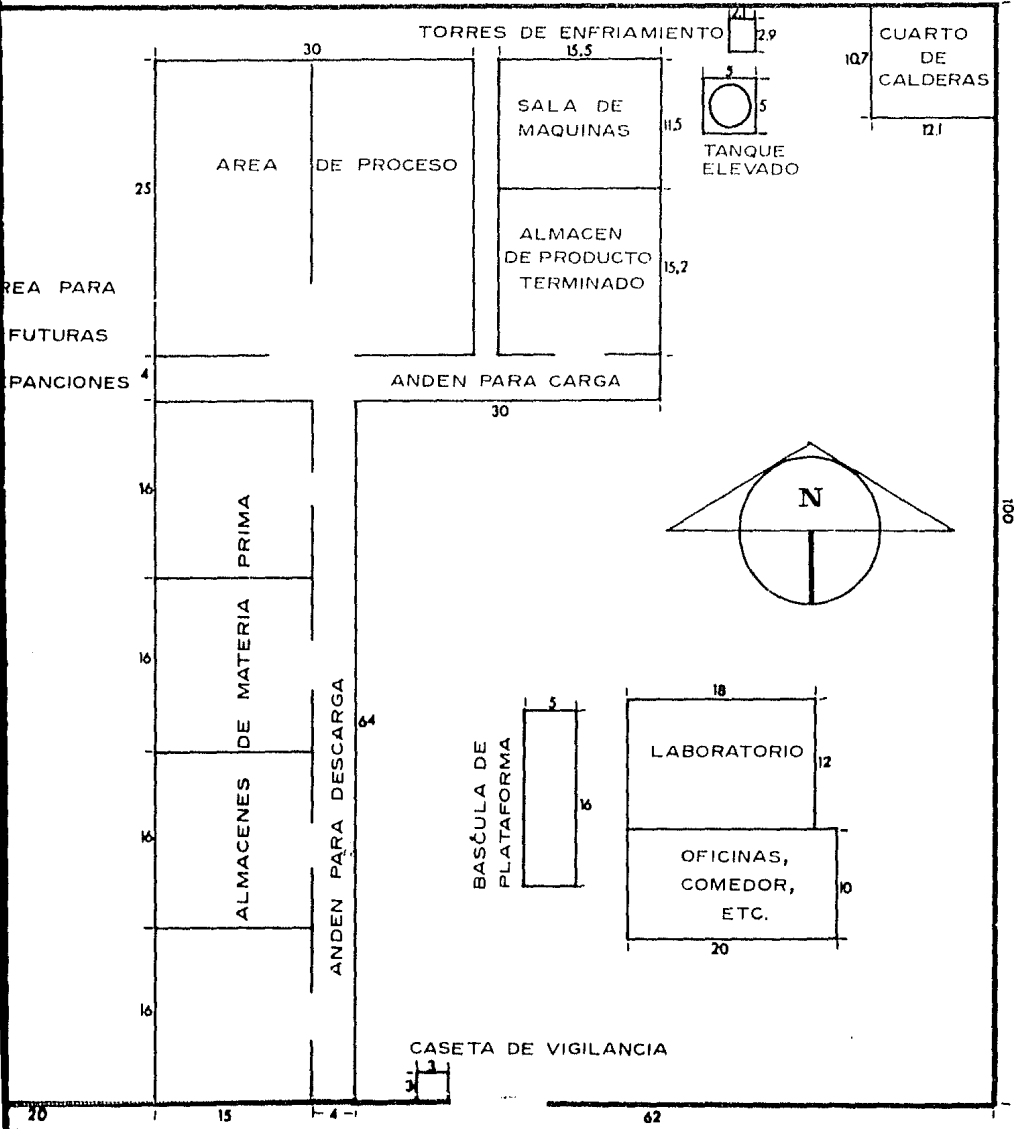 TORRES DE ENFRIAMIENTO
2.1
2.9
CUARTO
DE
CALDERAS
10.7
12.1
30
15.5
5
5
SALA DE
MAQUINAS
11.5
TANQUE
ELEVADO
AREA DE PROCESO
25
ALMACEN
DE PRODUCTO
TERMINADO
15.2
REA PARA
FUTURAS
PANCIONES
4
ANDEN PARA CARGA
30
N
100
16
16
16
16
ALMACENES DE MATERIA PRIMA
ANDEN PARA DESCARGA
64
BASCULA DE
PLATAFORMA
5
16
18
LABORATORIO
12
OFICINAS,
COMEDOR,
ETC.
10
20
CASETA DE VIGILANCIA
3
3
20
15
4
62